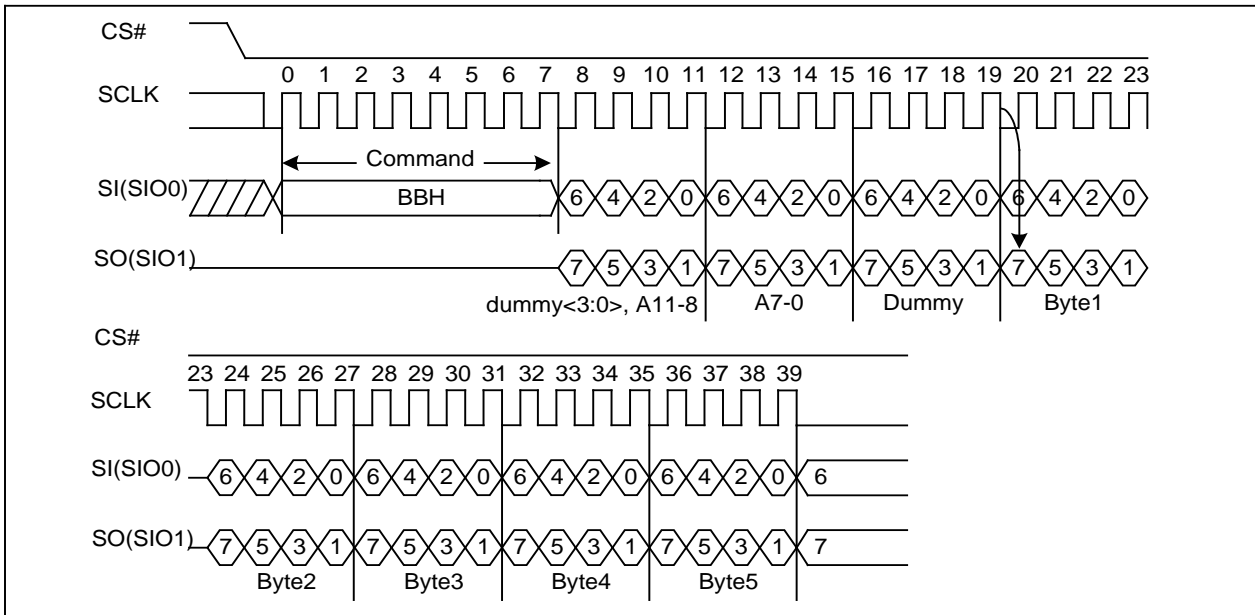 CS#
0 1 2 3 4 5 6 7 8 9 10 11 12 13 14 15 16 17 18 19 20 21 22 23
SCLK
Command
SI(SIO0) BBH 6 4 2 0 6 4 2 0 6 4 2 0 6 4 2 0
SO(SIO1) 7 5 3 1 7 5 3 1 7 5 3 1 7 5 3 1
dummy<3:0>, A11-8 A7-0 Dummy Byte1
CS#
23 24 25 26 27 28 29 30 31 32 33 34 35 36 37 38 39
SCLK
SI(SIO0) 6 4 2 0 6 4 2 0 6 4 2 0 6 4 2 0 6
SO(SIO1) 7 5 3 1 7 5 3 1 7 5 3 1 7 5 3 1 7
Byte2 Byte3 Byte4 Byte5